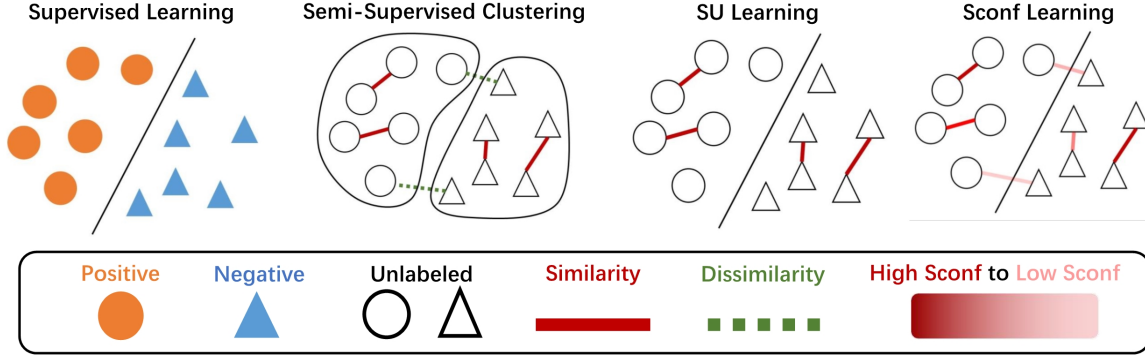 Supervised Learning
Semi-Supervised Clustering
SU Learning
Sconf Learning
Positive
Negative
Unlabeled
Similarity
Dissimilarity
High Sconf to Low Sconf